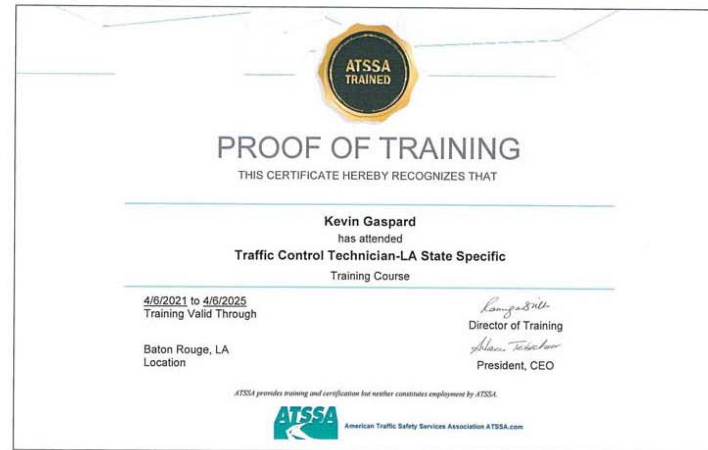 ATSSA
TRAINED
PROOF OF TRAINING
THIS CERTIFICATE HEREBY RECOGNIZES THAT
Kevin Gaspard
has attended
Traffic Control Technician-LA State Specific
Training Course
4/6/2021 to 4/6/2025
Training Valid Through
Director of Training
Baton Rouge, LA
Location
President, CEO
ATSSA provides training and certification but neither constitutes employment by ATSSA.
ATSSA
American Traffic Safety Services Association ATSSA.com